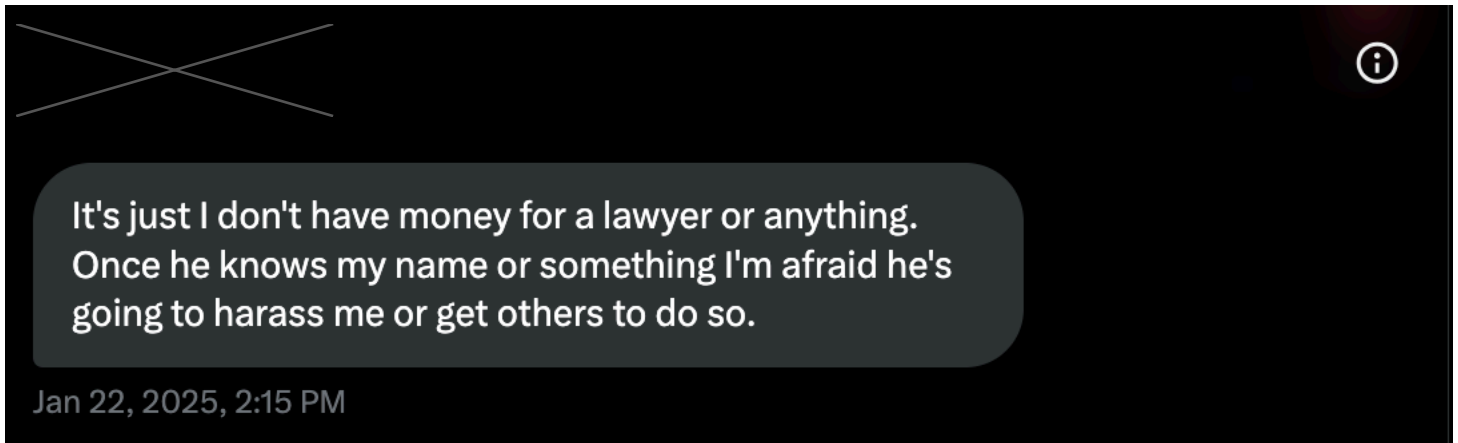 It's just I don't have money for a lawyer or anything.
Once he knows my name or something I'm afraid he's
going to harass me or get others to do so.
Jan 22, 2025, 2:15 PM